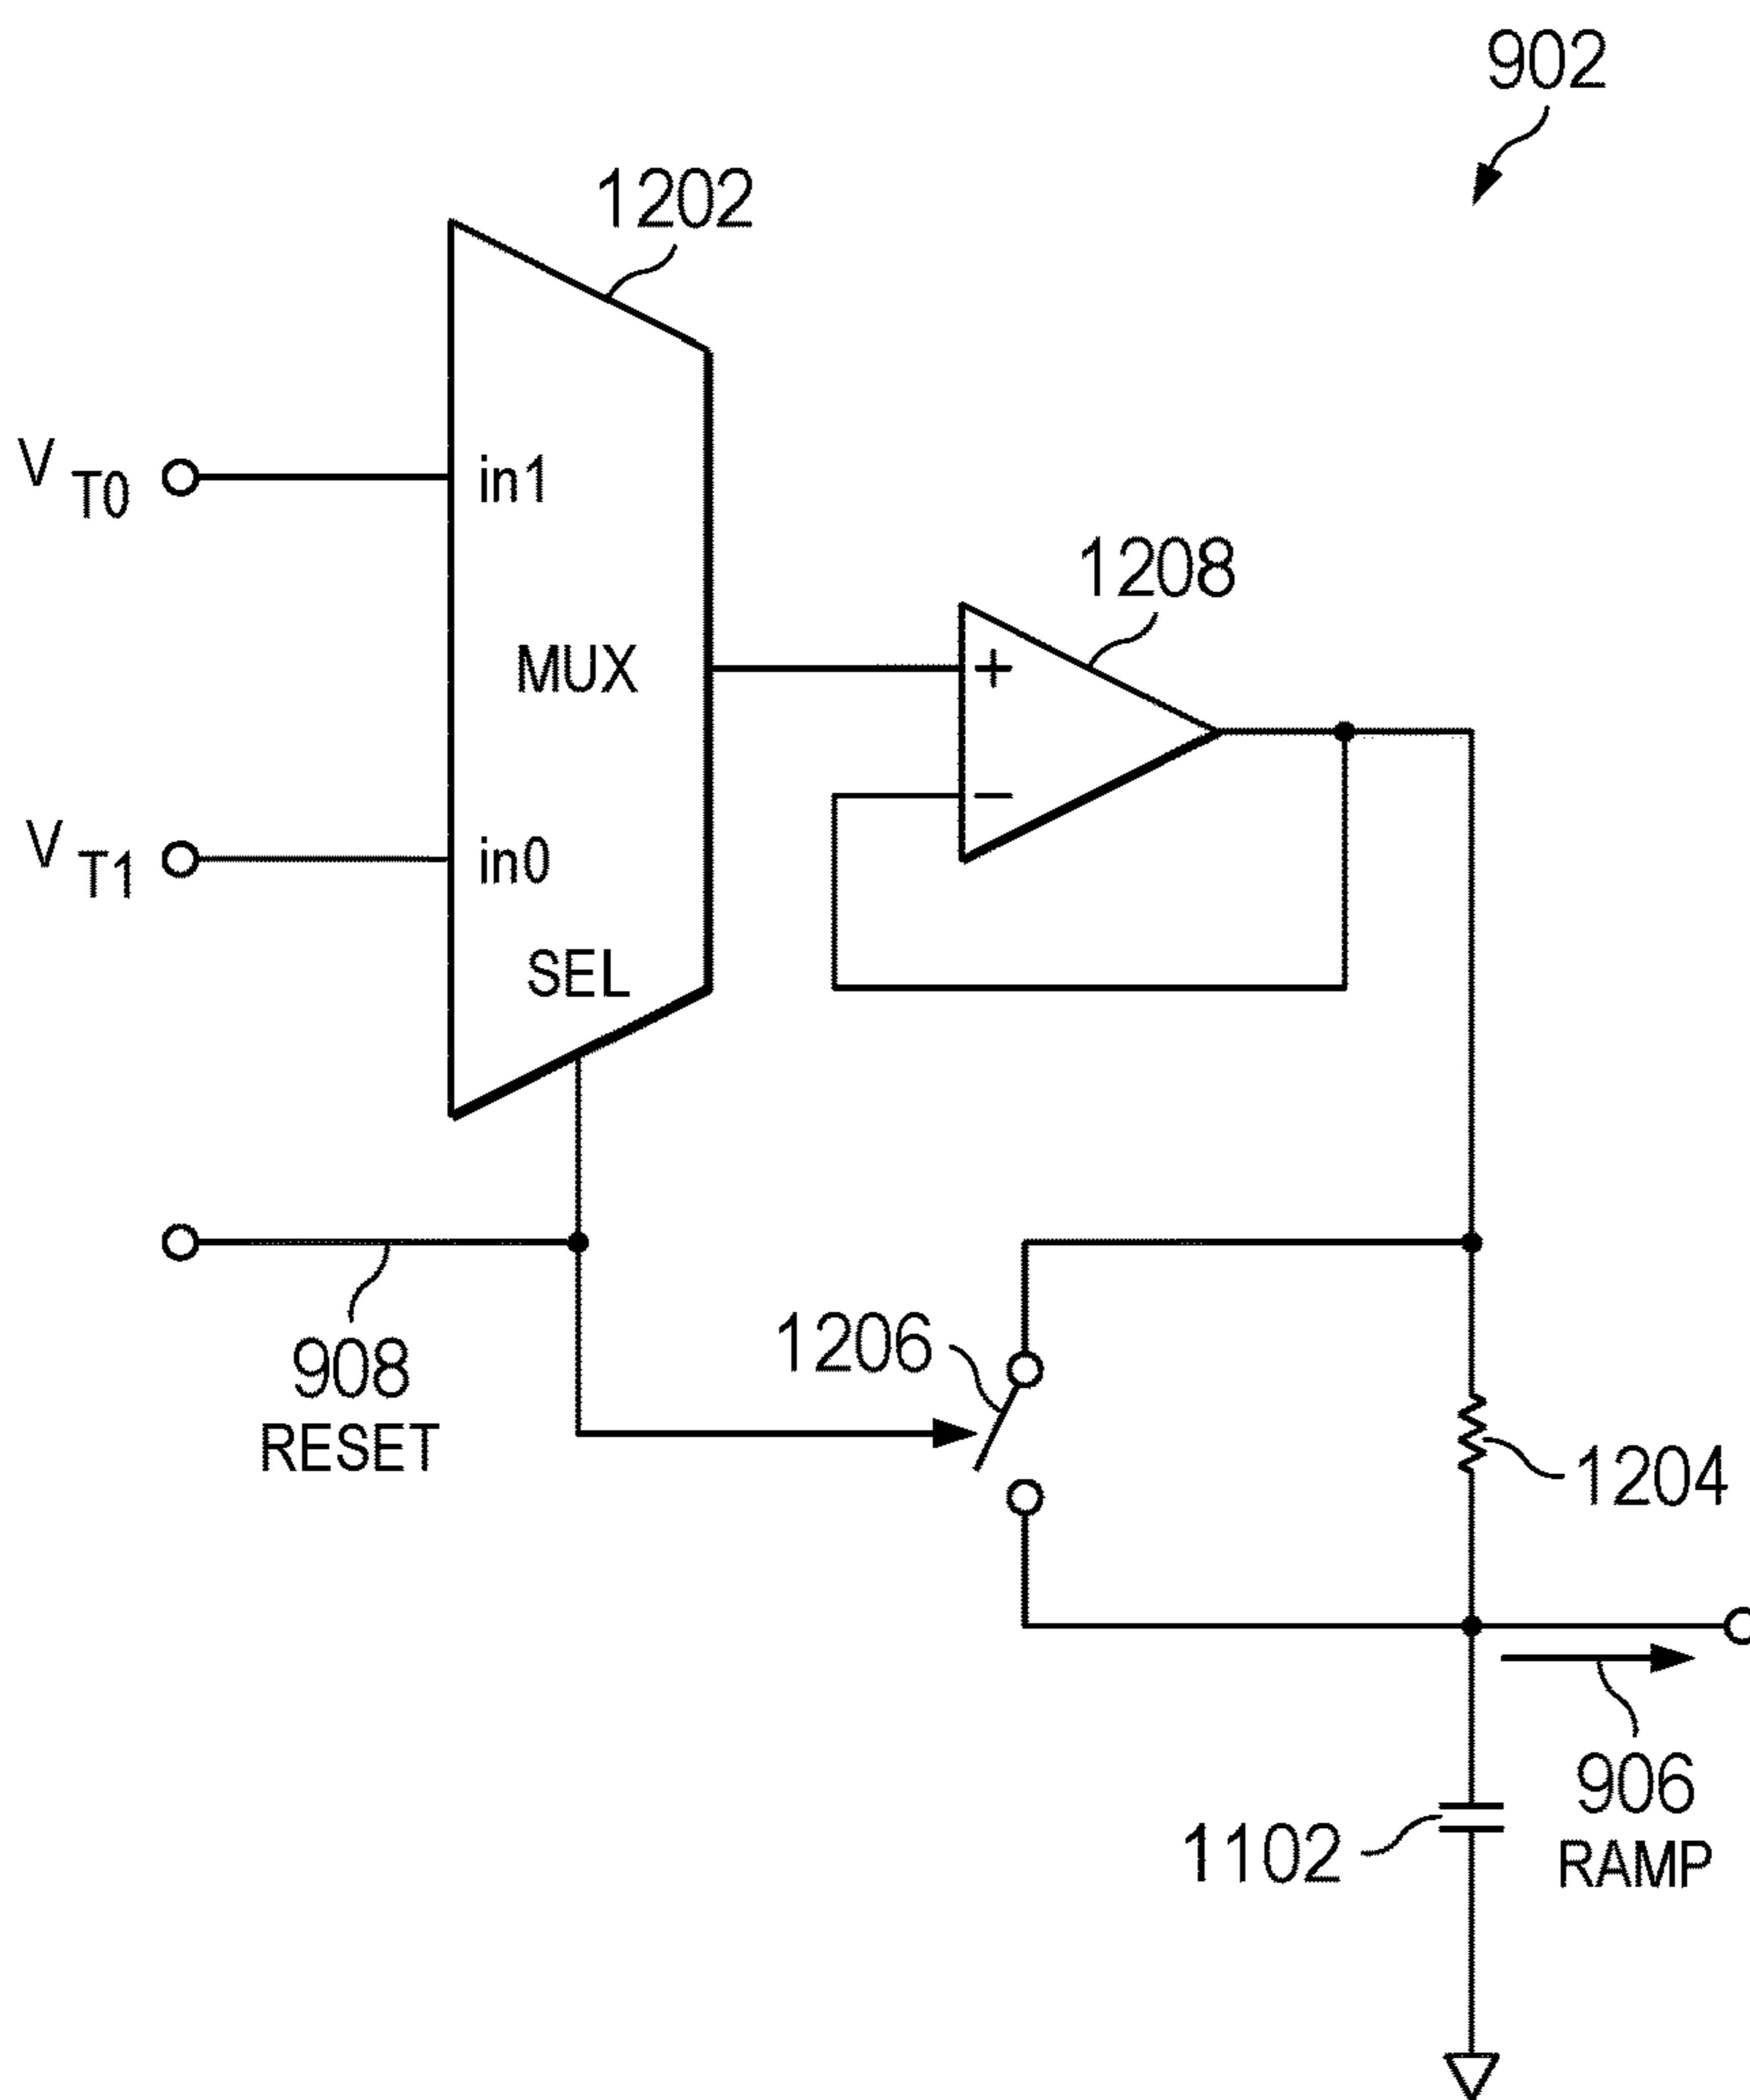 902
1202
V T0
in1
1208
MUX
+
V T1
in0
−
SEL
1206
908
RESET
1204
906
RAMP
1102